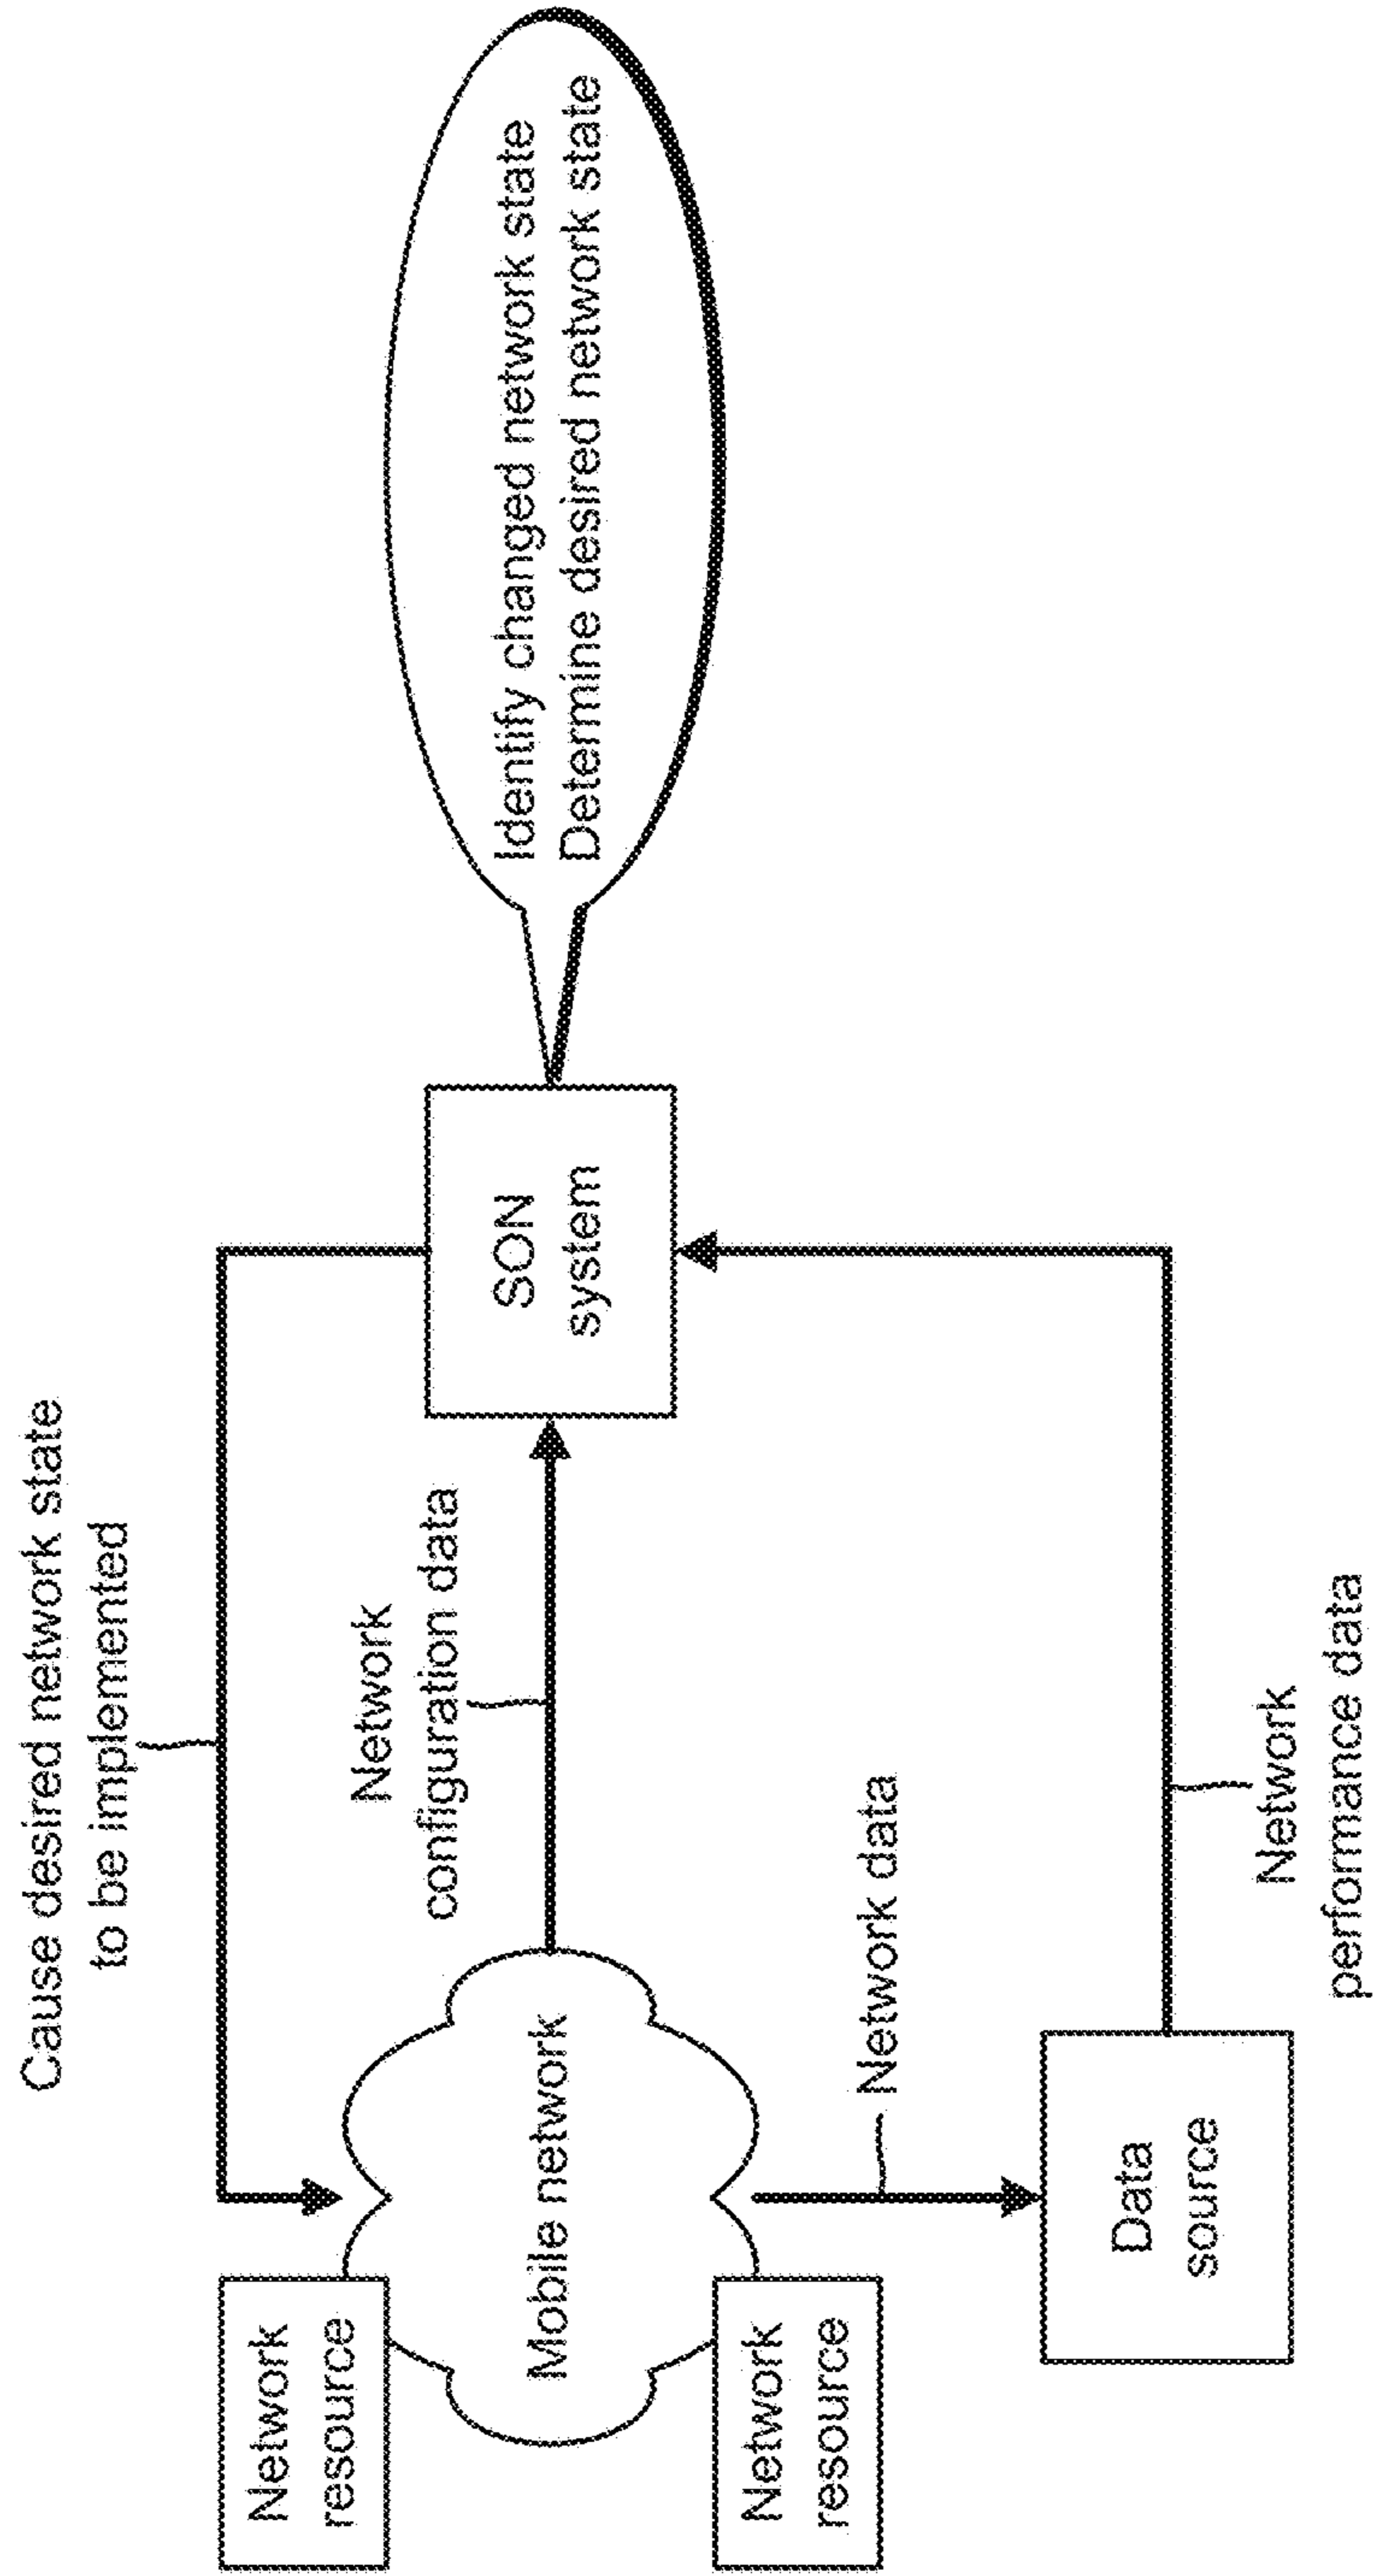 Cause desired network state
to be implemented
Network
resource
Mobile network
Network
configuration data
SON
system
Identify changed network state
Determine desired network state
Network
resource
Network data
Data
source
Network
performance data